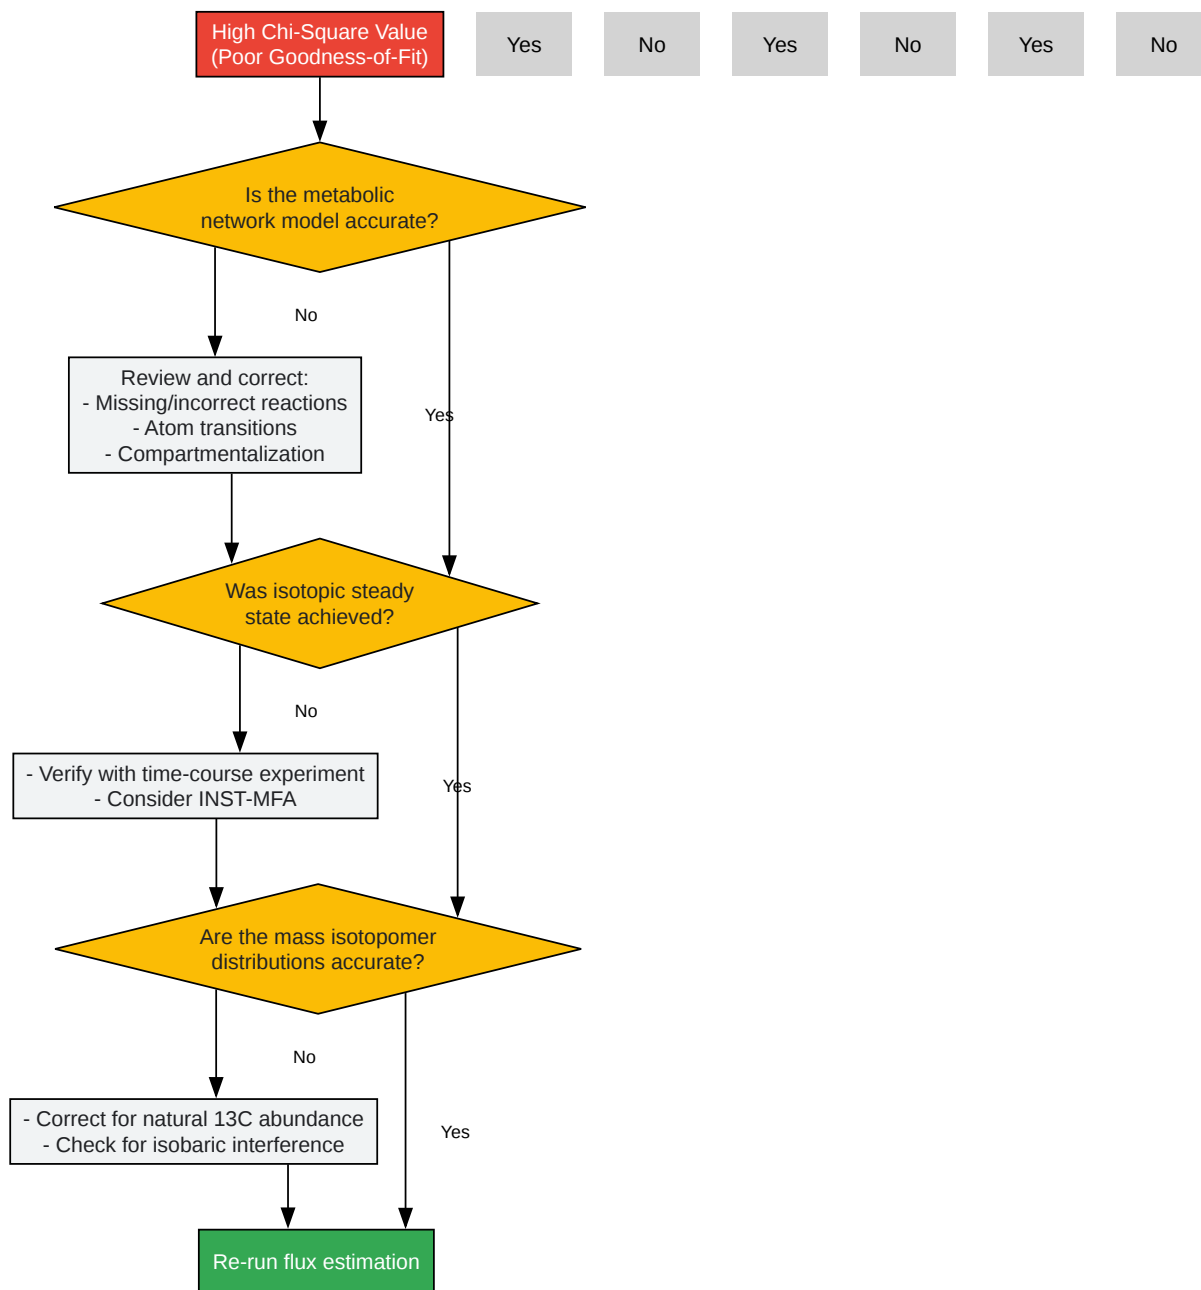 High Chi-Square Value
(Poor Goodness-of-Fit)
Yes
No
Yes
No
Yes
No
Is the metabolic
network model accurate?
No
Review and correct:
- Missing/incorrect reactions
- Atom transitions
- Compartmentalization
Yes
Was isotopic steady
state achieved?
No
- Verify with time-course experiment
- Consider INST-MFA
Yes
Are the mass isotopomer
distributions accurate?
No
- Correct for natural 13C abundance
- Check for isobaric interference
Yes
Re-run flux estimation